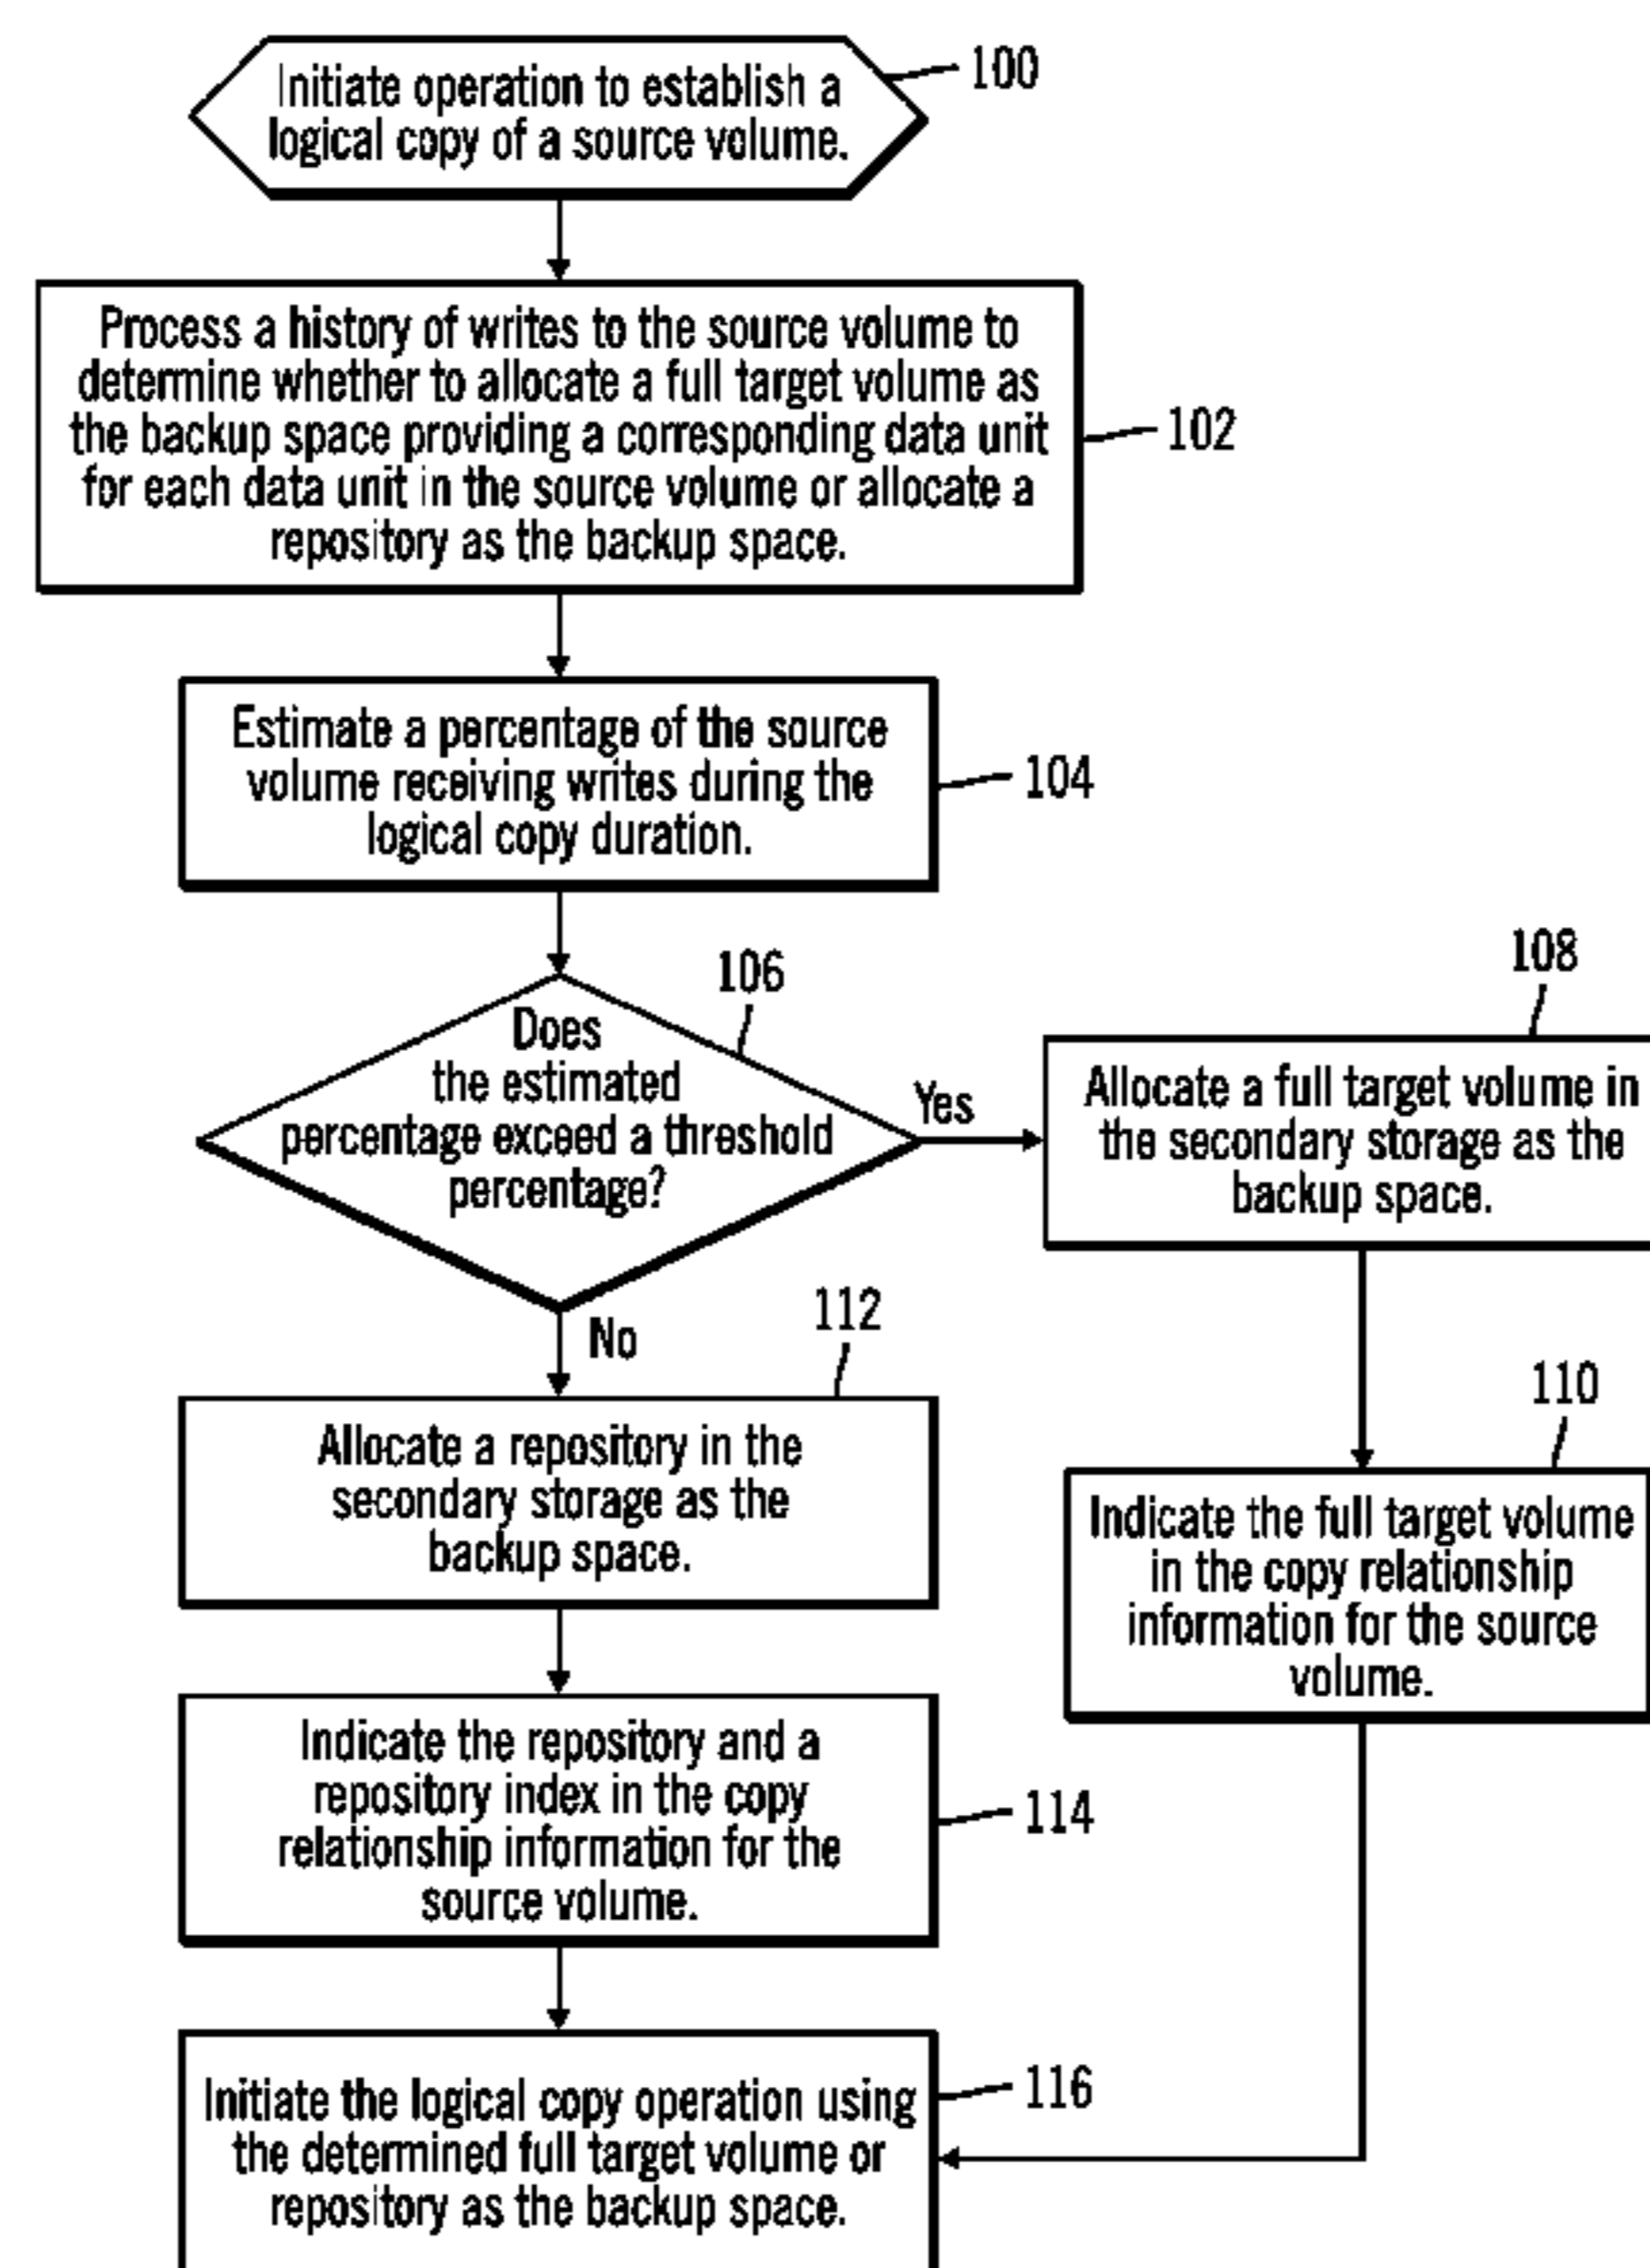 Initiate operation to establish a
logical copy of a source volume.
100
Process a history of writes to the source volume to
determine whether to allocate a full target volume as
the backup space providing a corresponding data unit
for each data unit in the source volume or allocate a
repository as the backup space.
102
Estimate a percentage of the source
volume receiving writes during the
logical copy duration.
104
106
Does
the estimated
percentage exceed a threshold
percentage?
Yes
No
108
Allocate a full target volume in
the secondary storage as the
backup space.
110
Indicate the full target volume
in the copy relationship
information for the source
volume.
112
Allocate a repository in the
secondary storage as the
backup space.
Indicate the repository and a
repository index in the copy
relationship information for the
source volume.
114
Initiate the logical copy operation using
the determined full target volume or
repository as the backup space.
116